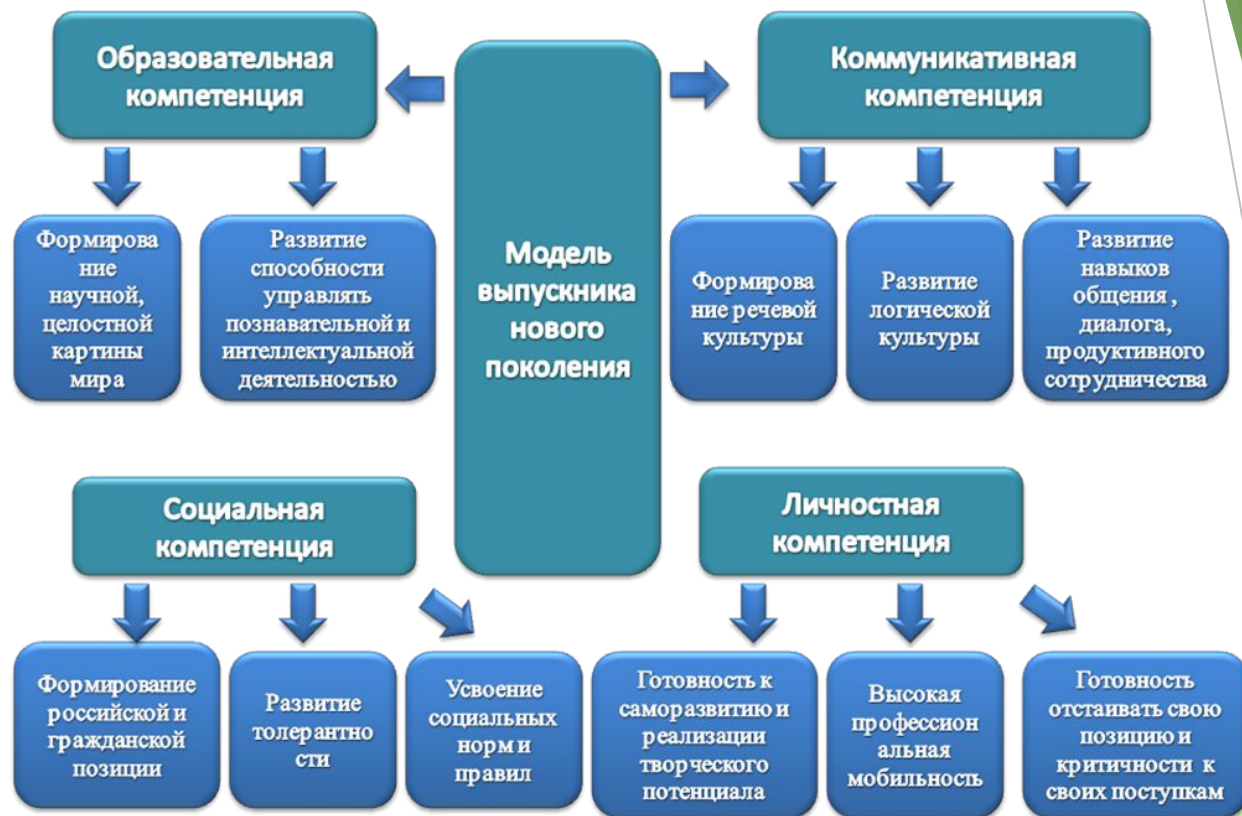 Образовательная
компетенция
Модель
выпускника
нового
поколения
Коммуникативная
компетенция
Формирова
ние
научной,
целостной
картины
мира
Развитие
способности
управлять
познавательной и
интеллектуальной
деятельностью
Формирова
ние речевой
культуры
Развитие
логической
культуры
Развитие
навыков
общения ,
диалога,
продуктивного
сотрудничества
Социальная
компетенция
Личностная
компетенция
Формирование
российской и
гражданской
позиции
Развитие
толерантно
сти
Усвоение
социальных
норм и
правил
Готовность к
саморазвитию и
реализации
творческого
потенциала
Высокая
профессион
альная
мобильность
Готовность
отстаивать свою
позицию и
критичности к
своих поступкам